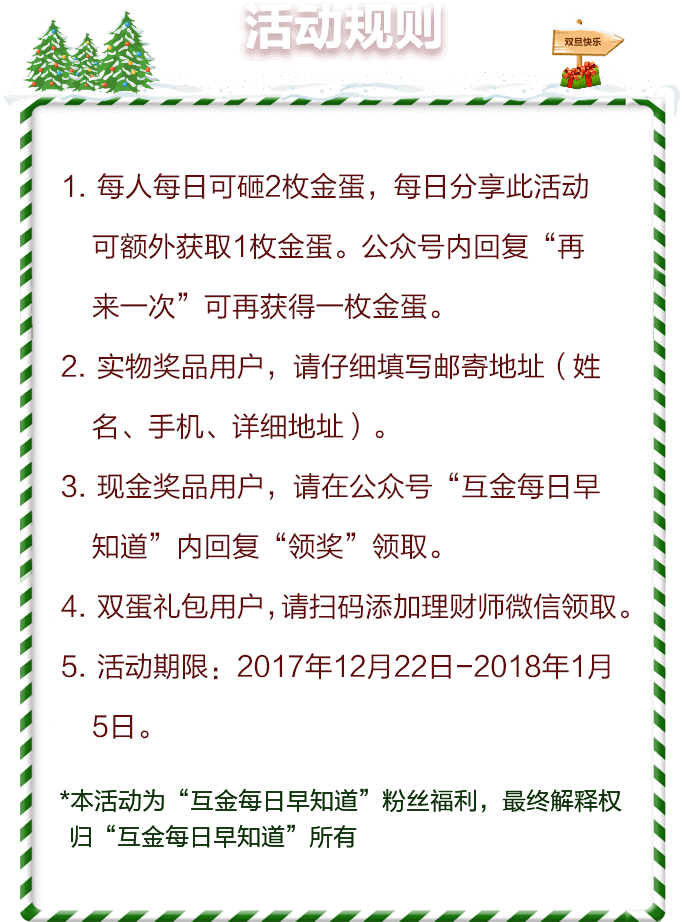 活动规则
双旦快乐
1. 每人每日可砸2枚金蛋，每日分享此活动
可额外获取1枚金蛋。公众号内回复“再
来一次”可再获得一枚金蛋。
2. 实物奖品用户，请仔细填写邮寄地址（姓
名、手机、详细地址）。
3. 现金奖品用户，请在公众号“互金每日早
知道”内回复“领奖”领取。
4. 双蛋礼包用户，请扫码添加理财师微信领取。
5. 活动期限：2017年12月22日-2018年1月
5日。
*本活动为“互金每日早知道”粉丝福利，最终解释权
归“互金每日早知道”所有